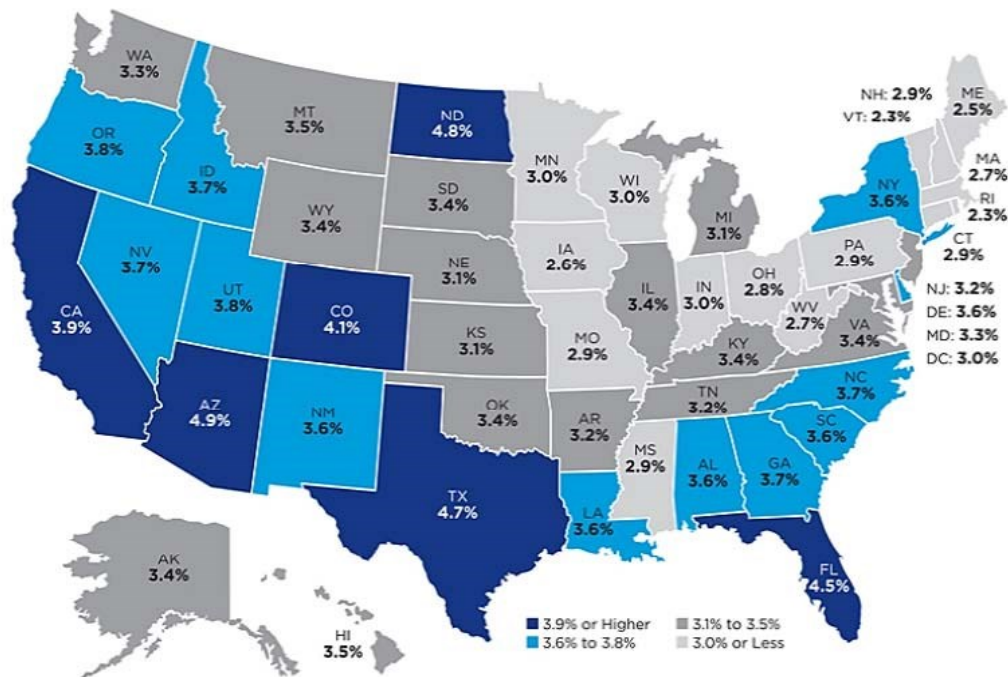 WA
3.3%
MT
3.5%
ND
4.8%
NH: 2.9%
VT: 2.3%
ME
2.5%
OR
3.8%
ID
3.7%
MN
3.0%
WI
3.0%
MA
2.7%
SD
3.4%
NY
3.6%
RI
2.3%
WY
3.4%
MI
3.1%
CT
2.9%
NV
3.7%
UT
3.8%
NE
3.1%
IA
2.6%
PA
2.9%
IL
3.4%
IN
3.0%
OH
2.8%
NJ: 3.2%
DE: 3.6%
MD: 3.3%
DC: 3.0%
CA
3.9%
CO
4.1%
KS
3.1%
MO
2.9%
WV
2.7%
VA
3.4%
KY
3.4%
NC
3.7%
TN
3.2%
AZ
4.9%
NM
3.6%
OK
3.4%
AR
3.2%
SC
3.6%
MS
2.9%
AL
3.6%
GA
3.7%
TX
4.7%
LA
3.6%
AK
3.4%
FL
4.5%
HI
3.5%
3.9% or Higher
3.6% to 3.8%
3.1% to 3.5%
3.0% or Less